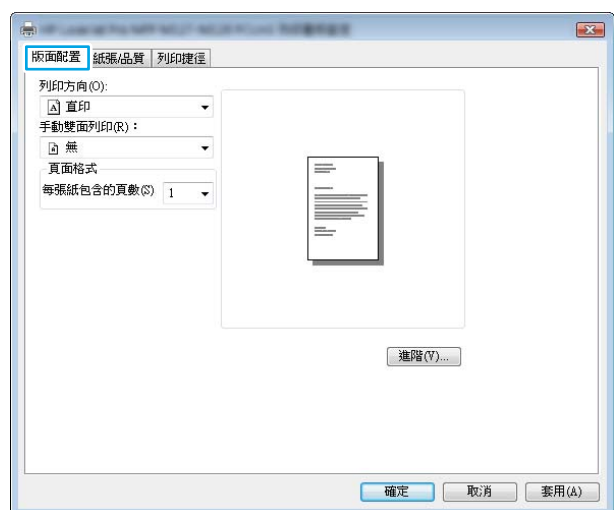 版面配置 紙張/品質 列印捷徑
列印方向(O):
A 直印
手動雙面列印(R)：
無
頁面格式
每張紙包含的頁數(S) 1
進階(V)...
確定 取消 套用(A)